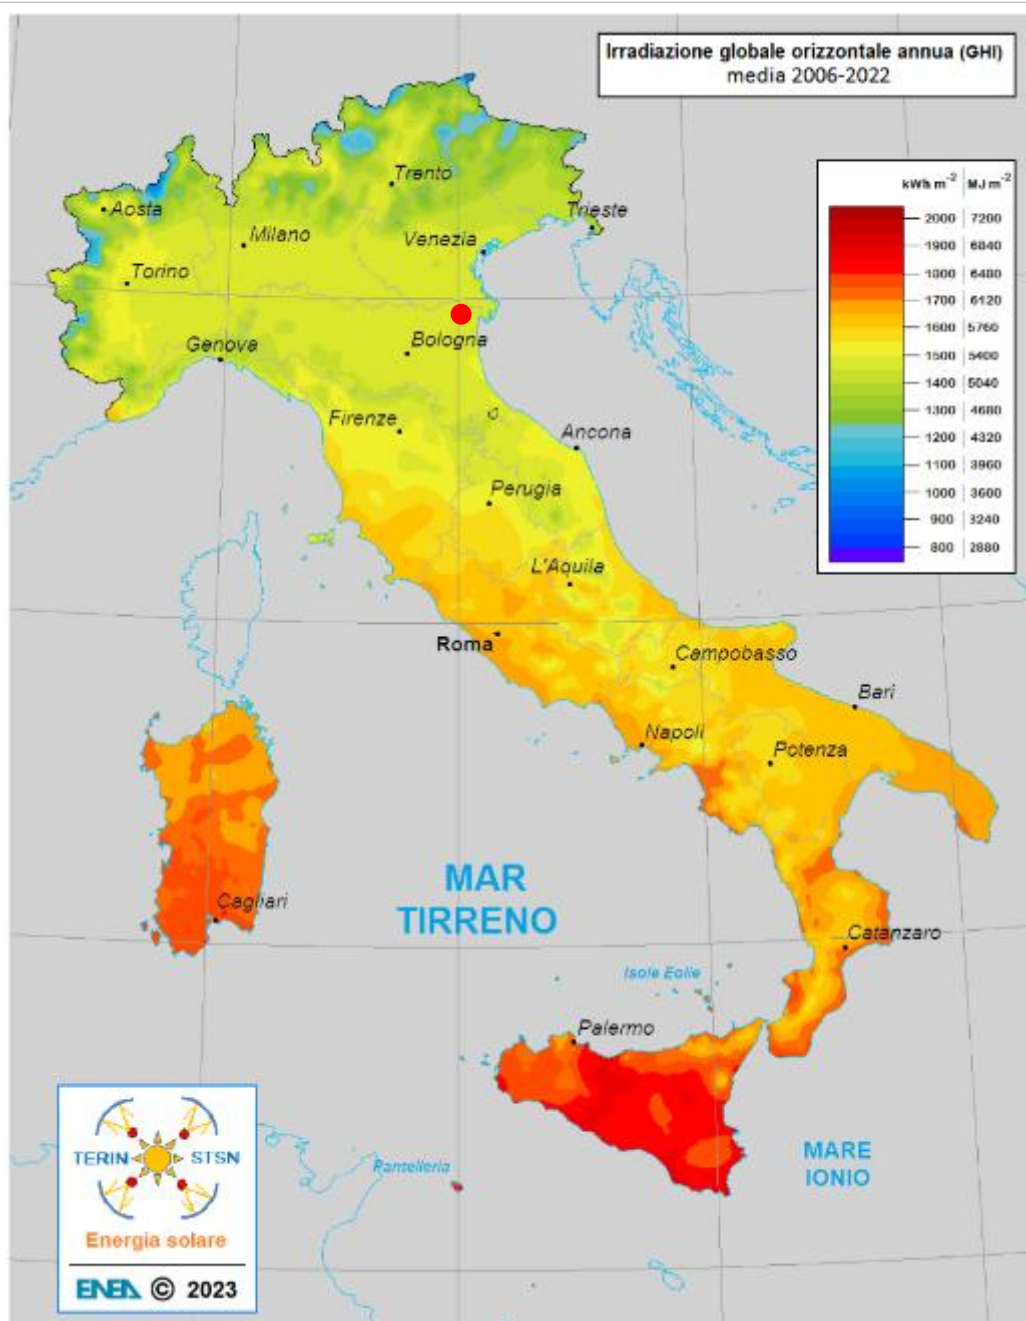 Irradiazione globale orizzontale annua (GHI)
media 2006-2022
kWh m-2 MJ m-2
2000 7200
1900 6840
1800 6480
1700 6120
1600 5760
1500 5400
1400 5040
1300 4680
1200 4320
1100 3960
1000 3600
900 3240
800 2880
Trento
Aosta
Milano
Venezia
Trieste
Torino
Genova
Bologna
Firenze
Ancona
Perugia
L'Aquila
Roma
Campobasso
Bari
Napoli
Potenza
MAR
TIRRENO
Cagliari
Catanzaro
Isole Eolie
Palermo
MARE
IONIO
Pantelleria
TERIN STSN
Energia solare
ENEA © 2023